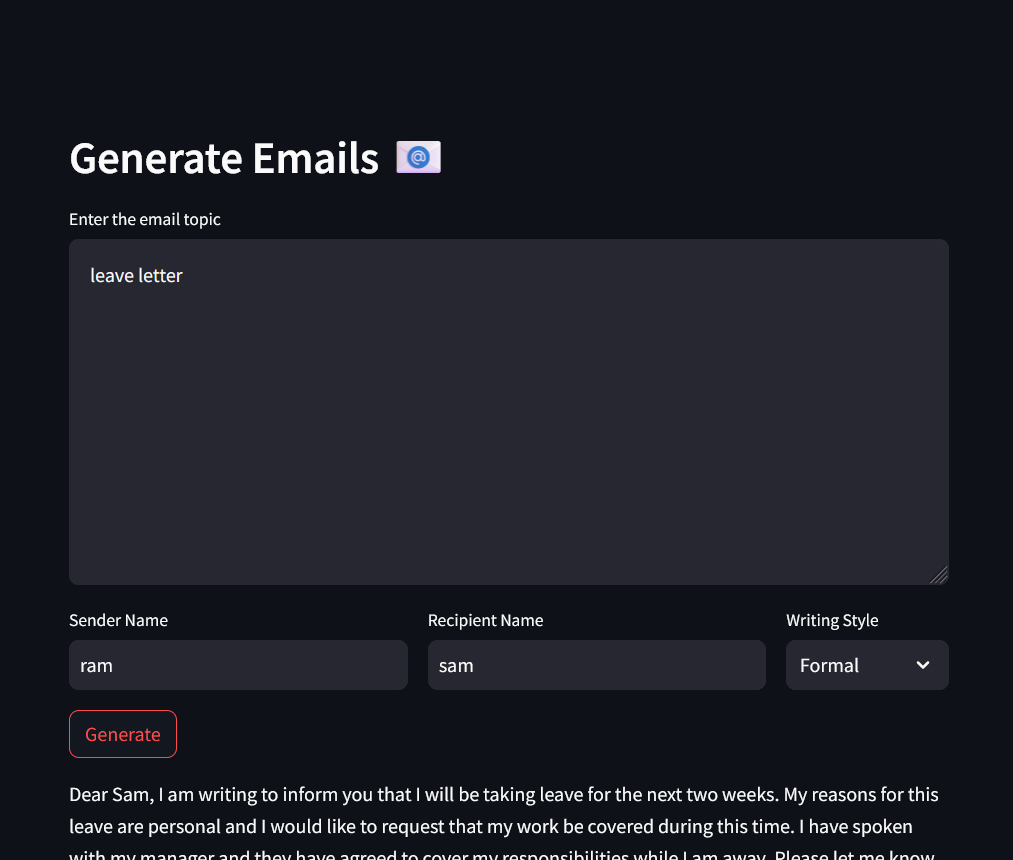 Generate Emails
Enter the email topic
leave letter
Sender Name
Recipient Name
Writing Style
ram
sam
Formal
Generate
Dear Sam, I am writing to inform you that I will be taking leave for the next two weeks. My reasons for this
leave are personal and I would like to request that my work be covered during this time. I have spoken
with my manager and they have agreed to cover my responsibilities while I am away. Please let me know